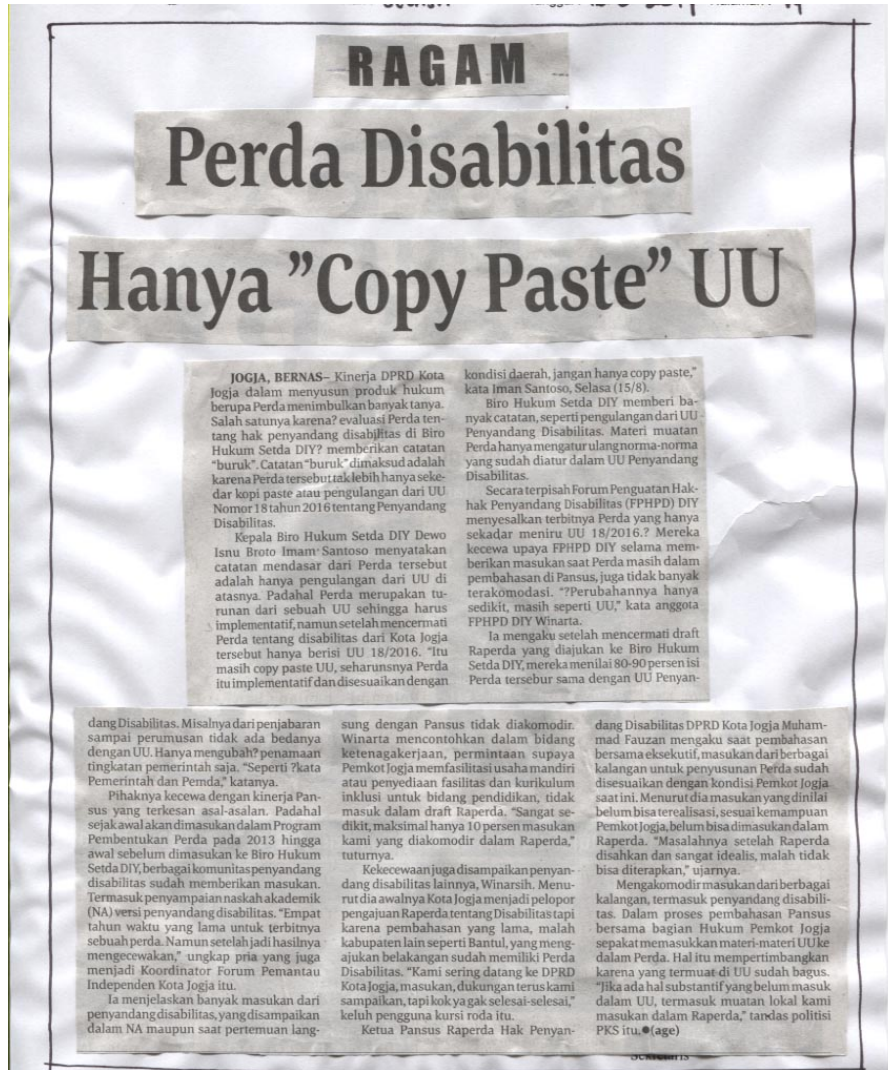 RAGAM
Perda Disabilitas
Hanya ”Copy Paste” UU
JOGJA, BERNAS– Kinerja DPRD Kota
Jogja dalam menyusun produk hukum
berupa Perda menimbulkan banyak tanya.
Salah satunya karena? evaluasi Perda ten-
tang hak penyandang disabilitas di Biro
Hukum Setda DIY? memberikan catatan
"buruk". Catatan "buruk" dimaksud adalah
karena Perda tersebut tak lebih hanya seke-
dar kopi paste atau pengulangan dari UU
Nomor 18 tahun 2016 tentang Penyandang
Disabilitas.
Kepala Biro Hukum Setda DIY Dewo
Isnu Broto Imam Santoso menyatakan
catatan mendasar dari Perda tersebut
adalah hanya pengulangan dari UU di
atasnya. Padahal Perda merupakan tu-
runan dari sebuah UU sehingga harus
implementatif, namun setelah mencermati
Perda tentang disabilitas dari Kota Jogja
tersebut hanya berisi UU 18/2016. "Itu
masih copy paste UU, seharunsnya Perda
itu implementatif dan disesuaikan dengan
kondisi daerah, jangan hanya copy paste,"
kata Iman Santoso, Selasa (15/8).
Biro Hukum Setda DIY memberi ba-
nyak catatan, seperti pengulangan dari UU
Penyandang Disabilitas. Materi muatan
Perda hanya mengatur ulang norma-norma
yang sudah diatur dalam UU Penyandang
Disabilitas.
Secara terpisah Forum Penguatan Hak-
hak Penyandang Disabilitas (FPHPD) DIY
menyesalkan terbitnya Perda yang hanya
sekadar meniru UU 18/2016.? Mereka
kecewa upaya FPHPD DIY selama mem-
berikan masukan saat Perda masih dalam
pembahasan di Pansus, juga tidak banyak
terakomodasi. "?Perubahannya hanya
sedikit, masih seperti UU," kata anggota
FPHPD DIY Winarta.
Ia mengaku setelah mencermati draft
Raperda yang diajukan ke Biro Hukum
Setda DIY, mereka menilai 80-90 persen isi
Perda tersebur sama dengan UU Penyan-
dang Disabilitas. Misalnya dari penjabaran
sampai perumusan tidak ada bedanya
dengan UU. Hanya mengubah? penamaan
tingkatan pemerintah saja. "Seperti ?kata
Pemerintah dan Pemda," katanya.
Pihaknya kecewa dengan kinerja Pan-
sus yang terkesan asal-asalan. Padahal
sejak awal akan dimasukan dalam Program
Pembentukan Perda pada 2013 hingga
awal sebelum dimasukan ke Biro Hukum
Setda DIY, berbagai komunitas penyandang
disabilitas sudah memberikan masukan.
Termasuk penyampaian naskah akademik
(NA) versi penyandang disabilitas. "Empat
tahun waktu yang lama untuk terbitnya
sebuah perda. Namun setelah jadi hasilnya
mengecewakan," ungkap pria yang juga
menjadi Koordinator Forum Pemantau
Independen Kota Jogja itu.
Ia menjelaskan banyak masukan dari
penyandang disabilitas, yang disampaikan
dalam NA maupun saat pertemuan lang-
sung dengan Pansus tidak diakomodir.
Winarta mencontohkan dalam bidang
ketenagakerjaan, permintaan supaya
Pemkot Jogja memfasilitasi usaha mandiri
atau penyediaan fasilitas dan kurikulum
inklusi untuk bidang pendidikan, tidak
masuk dalam draft Raperda. "Sangat se-
dikit, maksimal hanya 10 persen masukan
kami yang diakomodir dalam Raperda,"
tuturnya.
Kekecewaan juga disampaikan penyan-
dang disabilitas lainnya, Winarsih. Menu-
rut dia awalnya Kota Jogja menjadi pelopor
pengajuan Raperda tentang Disabilitas tapi
karena pembahasan yang lama, malah
kabupaten lain seperti Bantul, yang meng-
ajukan belakangan sudah memiliki Perda
Disabilitas. "Kami sering datang ke DPRD
Kota Jogja, masukan, dukungan terus kami
sampaikan, tapi kok ya gak selesai-selesai,"
keluh pengguna kursi roda itu.
Ketua Pansus Raperda Hak Penyan-
dang Disabilitas DPRD Kota Jogja Muham-
mad Fauzan mengaku saat pembahasan
bersama eksekutif, masukan dari berbagai
kalangan untuk penyusunan Perda sudah
disesuaikan dengan kondisi Pemkot Jogja
saat ini. Menurut dia masukan yang dinilai
belum bisa terealisasi, sesuai kemampuan
Pemkot Jogja, belum bisa dimasukan dalam
Raperda. "Masalahnya setelah Raperda
disahkan dan sangat idealis, malah tidak
bisa diterapkan," ujarnya.
Mengakomodir masukan dari berbagai
kalangan, termasuk penyandang disabili-
tas. Dalam proses pembahasan Pansus
bersama bagian Hukum Pemkot Jogja
sepakat memasukkan materi-materi UU ke
dalam Perda. Hal itu mempertimbangkan
karena yang termuat di UU sudah bagus.
"Jika ada hal substantif yang belum masuk
dalam UU, termasuk muatan lokal kami
masukan dalam Raperda," tandas politisi
PKS itu.●(age)